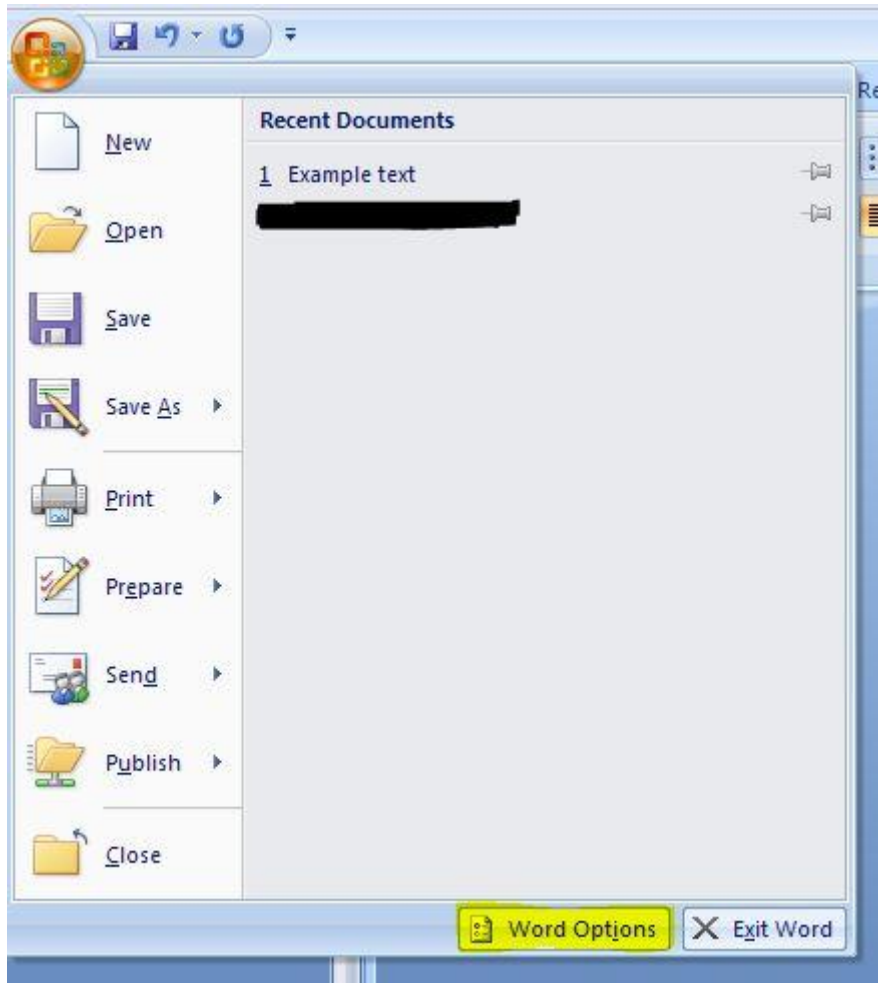 Re
New
Recent Documents
1 Example text
Open
Save
Save As
Print
Prepare
Send
Publish
Close
Word Options
Exit Word